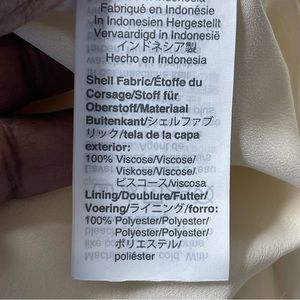 Fabriqué en Indonésie
In Indonesien Hergestellt
Vervaardigd in Indonesië
インドネシア製
Hecho en Indonesia
Shell Fabric/Étoffe du
Corsage/Stoff für
Oberstoff/Materiaal
Buitenkant/シェルファブ
リック/tela de la capa
exterior:
100% Viscose/Viscose/
Viskose/Viscose/
ビスコース/viscosa
Lining/Doublure/Futter/
Voering/ライニング/forro:
100% Polyester/Polyester/
Polyester/Polyester/
ポリエステル/
poliéster